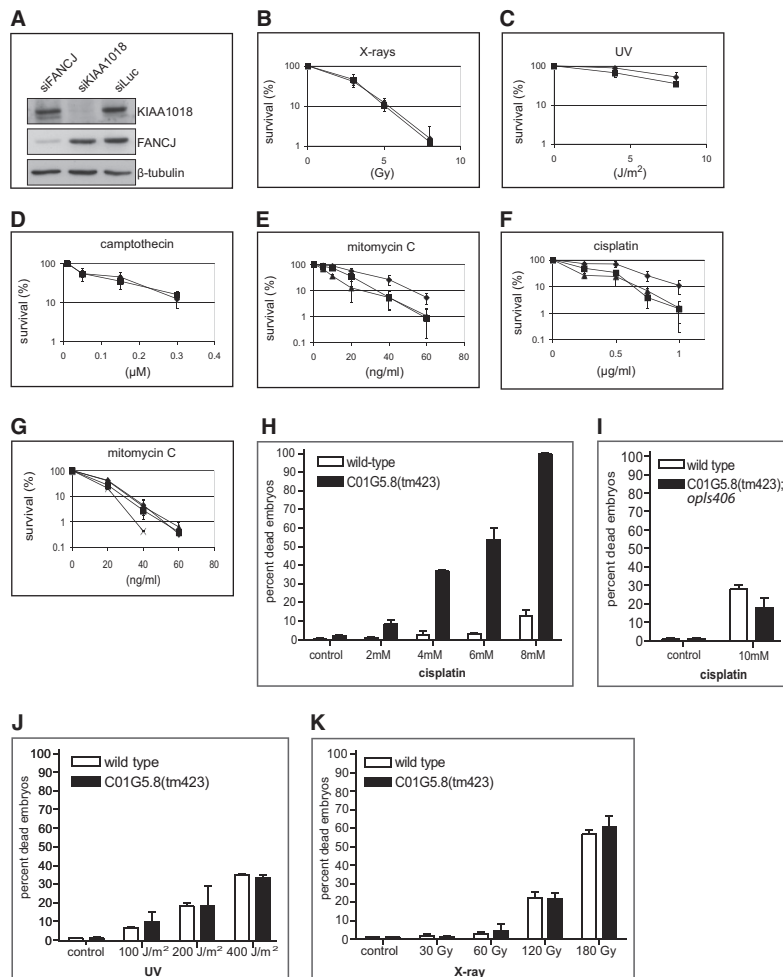 A
siFANCJ
siKIAA1018
siLuc
KIAA1018
FANCJ
β-tubulin
B
X-rays
survival (%)
100
10
1
0
5
10
(Gy)
C
UV
survival (%)
100
10
1
0
5
10
(J/m²)
D
camptothecin
survival (%)
100
10
1
0
0.1
0.2
0.3
0.4
(µM)
E
mitomycin C
survival (%)
100
10
1
0.1
0
20
40
60
80
(ng/ml)
F
cisplatin
survival (%)
100
10
1
0.1
0
0.5
1
(µg/ml)
G
mitomycin C
survival (%)
100
10
1
0.1
0
20
40
60
80
(ng/ml)
H
wild-type
C01G5.8(tm423)
percent dead embryos
100
90
80
70
60
50
40
30
20
10
0
control
2mM
4mM
6mM
8mM
cisplatin
I
wild type
C01G5.8(tm423);
opls406
percent dead embryos
100
90
80
70
60
50
40
30
20
10
0
control
10mM
cisplatin
J
wild type
C01G5.8(tm423)
percent dead embryos
100
90
80
70
60
50
40
30
20
10
0
control
100 J/m²
200 J/m²
400 J/m²
UV
K
wild type
C01G5.8(tm423)
percent dead embryos
100
90
80
70
60
50
40
30
20
10
0
control
30 Gy
60 Gy
120 Gy
180 Gy
X-ray